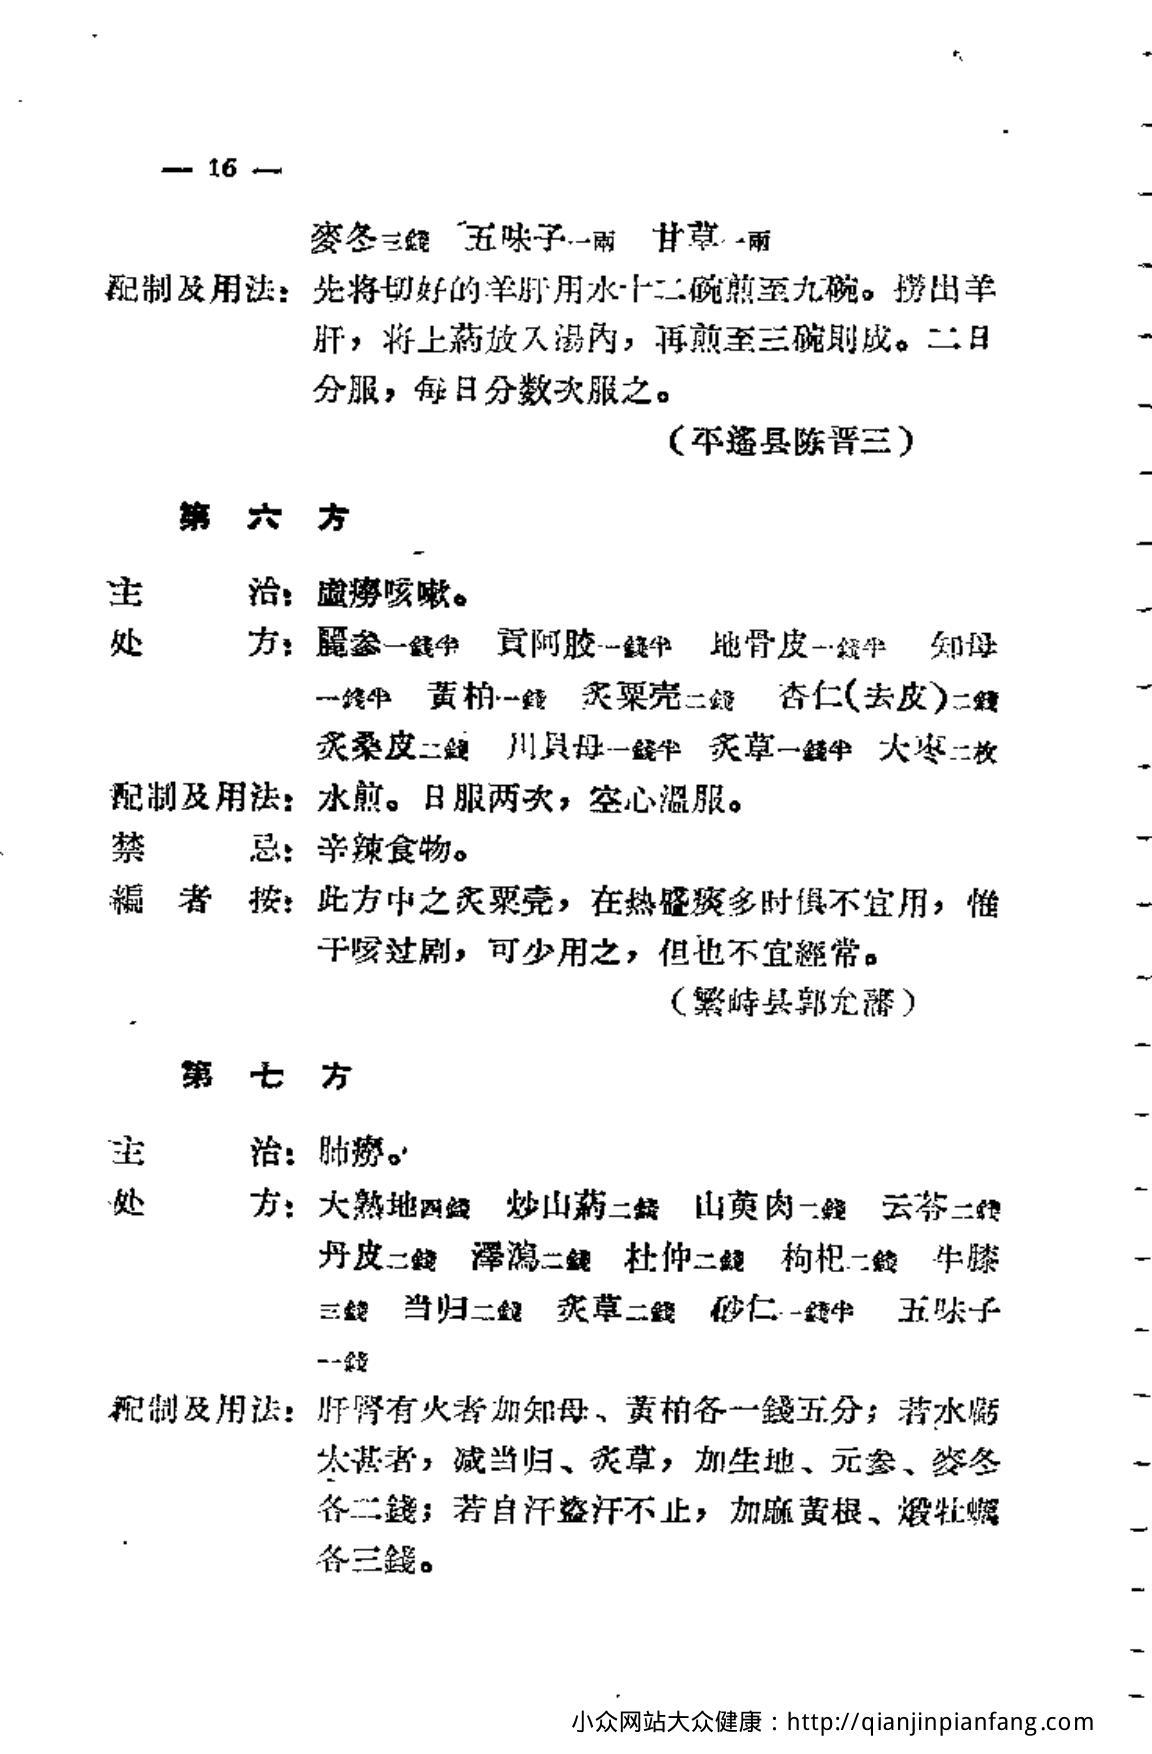 — 16 —
麥冬三錢 五味子一兩 甘草一兩
配制及用法：先将切好的羊肝用水十二碗煎至九碗。撈出羊
肝，将上葯放入湯內，再煎至三碗則成。二日
分服，每日分数次服之。
（平遙县陈晋三）
第六方
主治：虛癆咳嗽。
处方：麗参一錢半 貢阿胶一錢半 地骨皮一錢半 知母
一錢半 黃柏一錢 炙粟壳二錢 杏仁(去皮)二錢
炙桑皮二錢 川貝母一錢半 炙草一錢半 大枣二枚
配制及用法：水煎。日服两次，空心溫服。
禁忌：辛辣食物。
編者按：此方中之炙粟壳，在热盛痰多时俱不宜用，惟
干咳过剧，可少用之，但也不宜經常。
（繁峙县郭允藩）
第七方
主治：肺癆。
处方：大熟地四錢 炒山葯二錢 山萸肉二錢 云苓二錢
丹皮二錢 澤瀉二錢 杜仲二錢 枸杞二錢 牛膝
三錢 当归二錢 炙草二錢 砂仁一錢半 五味子
一錢
配制及用法：肝腎有火者加知母、黃柏各一錢五分；若水虧
太甚者，减当归、炙草，加生地、元参、麥冬
各二錢；若自汗盜汗不止，加麻黃根、煅牡蠣
各三錢。
小众网站大众健康：http://qianjinpianfang.com